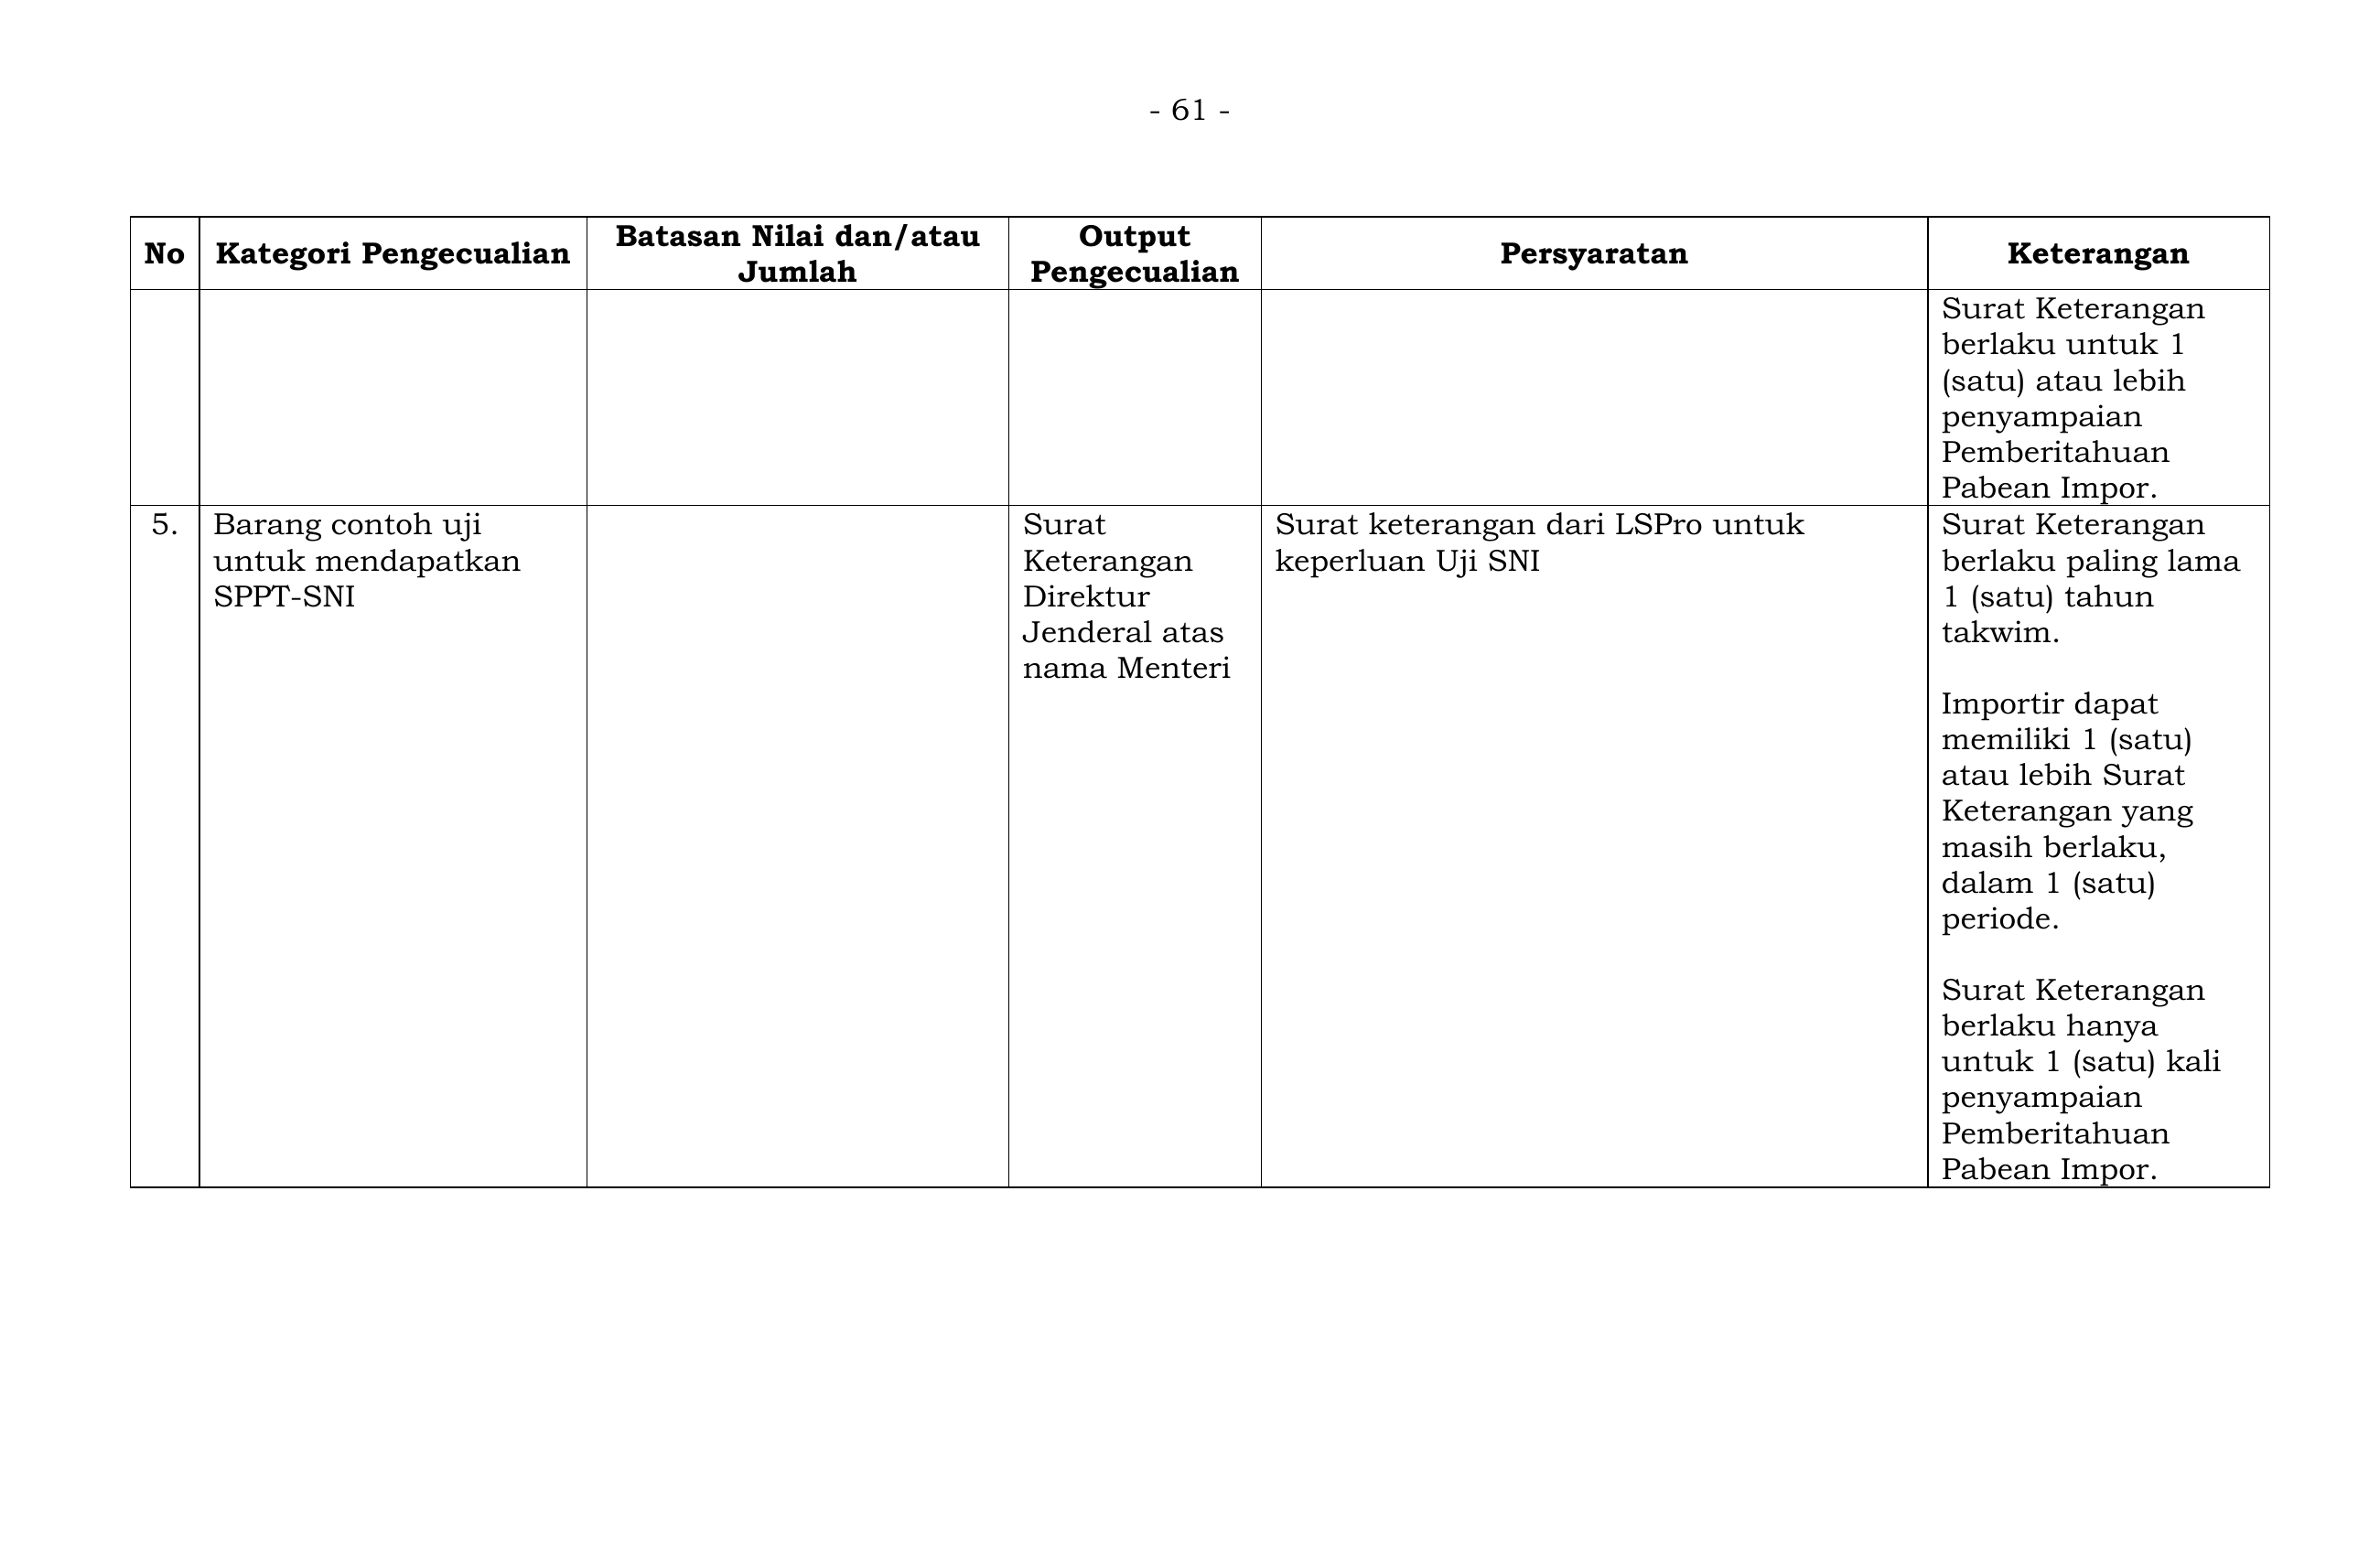 - 61 -
No
Kategori Pengecualian
Batasan Nilai dan/atau
Jumlah
Output
Pengecualian
Persyaratan
Keterangan
Surat Keterangan
berlaku untuk 1
(satu) atau lebih
penyampaian
Pemberitahuan
Pabean Impor.
5.
Barang contoh uji
untuk mendapatkan
SPPT-SNI
Surat
Keterangan
Direktur
Jenderal atas
nama Menteri
Surat keterangan dari LSPro untuk
keperluan Uji SNI
Surat Keterangan
berlaku paling lama
1 (satu) tahun
takwim.
Importir dapat
memiliki 1 (satu)
atau lebih Surat
Keterangan yang
masih berlaku,
dalam 1 (satu)
periode.
Surat Keterangan
berlaku hanya
untuk 1 (satu) kali
penyampaian
Pemberitahuan
Pabean Impor.